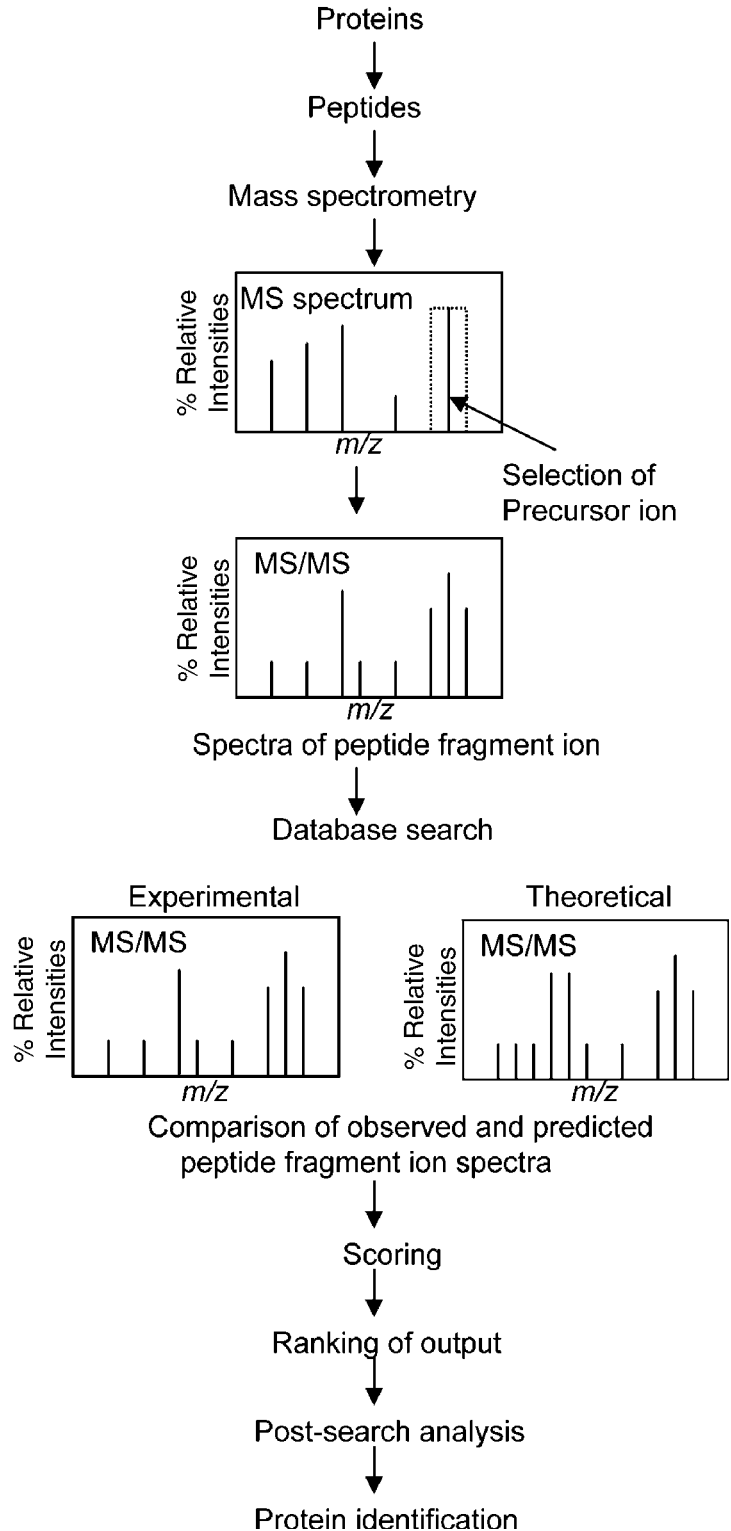 Proteins
Peptides
Mass spectrometry
MS spectrum
% Relative
Intensities
m/z
Selection of
Precursor ion
MS/MS
% Relative
Intensities
m/z
Spectra of peptide fragment ion
Database search
Experimental
MS/MS
% Relative
Intensities
m/z
Theoretical
MS/MS
% Relative
Intensities
m/z
Comparison of observed and predicted
peptide fragment ion spectra
Scoring
Ranking of output
Post-search analysis
Protein identification